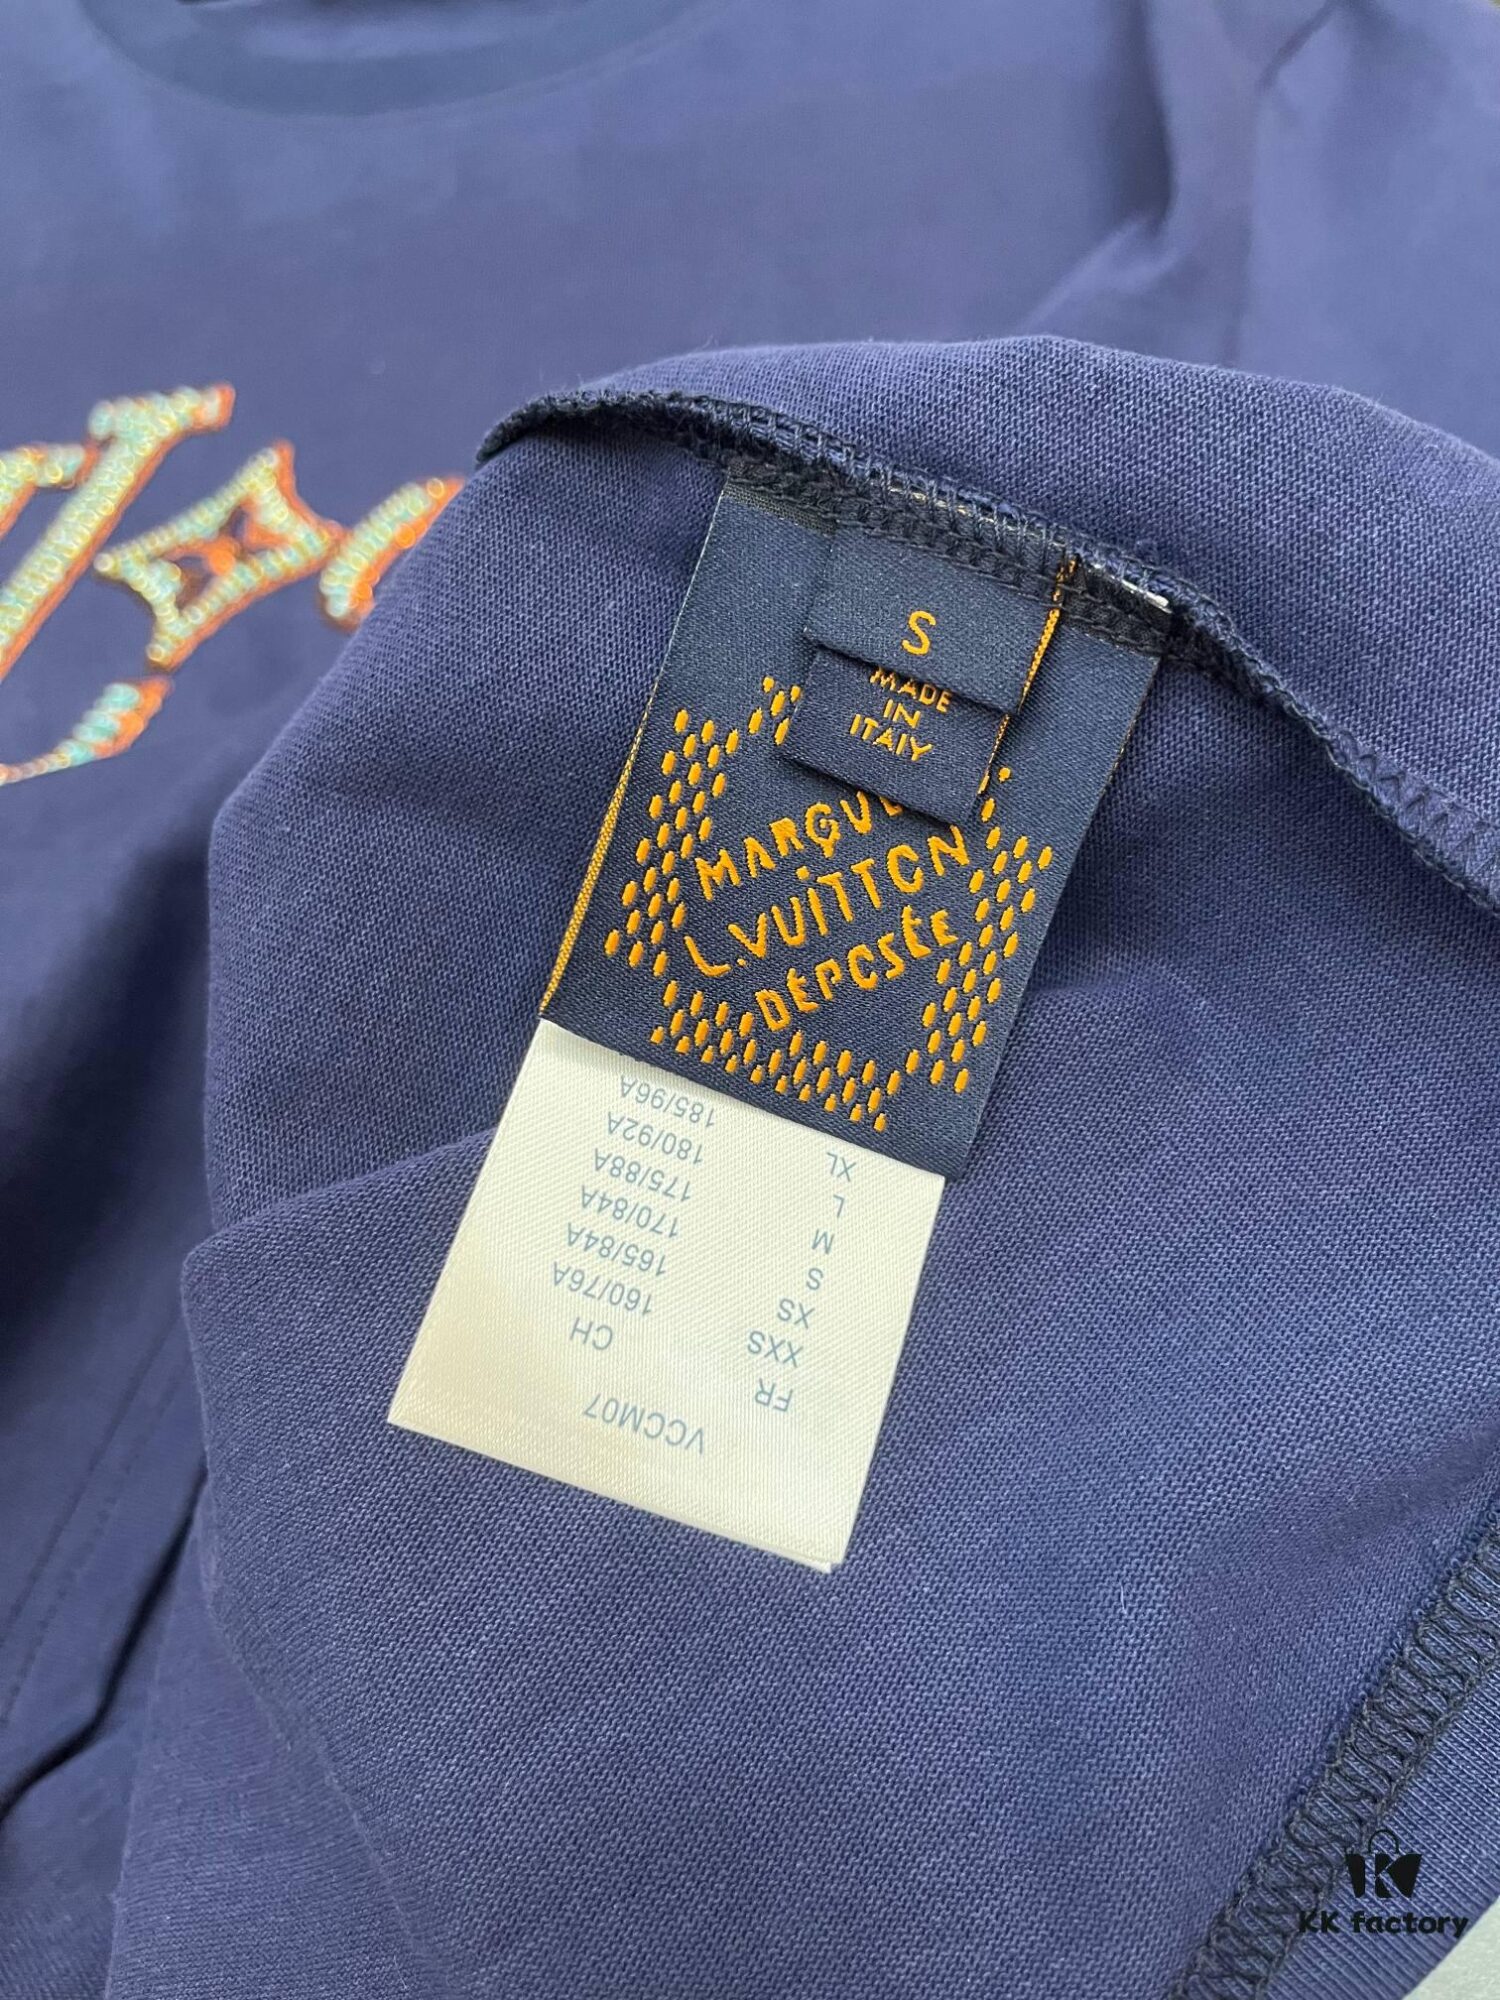 S
MADE
IN
ITALY
MARQUE
L.VUITTON
DÉPOSÉE
VCCM07
FR CH
XXS 160/76A
XS 165/84A
S 170/84A
M 175/88A
L 180/92A
XL 185/96A
KK factory